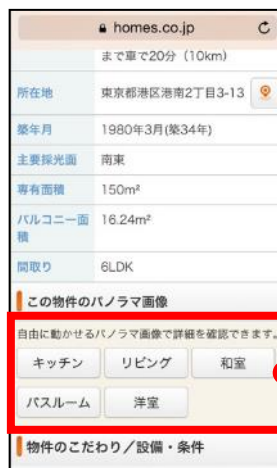 homes.co.jp
まで車で20分（10km）
所在地 東京都港区港南2丁目3-13
築年月 1980年3月(築34年)
主要採光面 南東
専有面積 150m²
バルコニー面積 16.24m²
間取り 6LDK
この物件のパノラマ画像
自由に動かせるパノラマ画像で詳細を確認できます。
キッチン リビング 和室
バスルーム 洋室
物件のこだわり／設備・条件